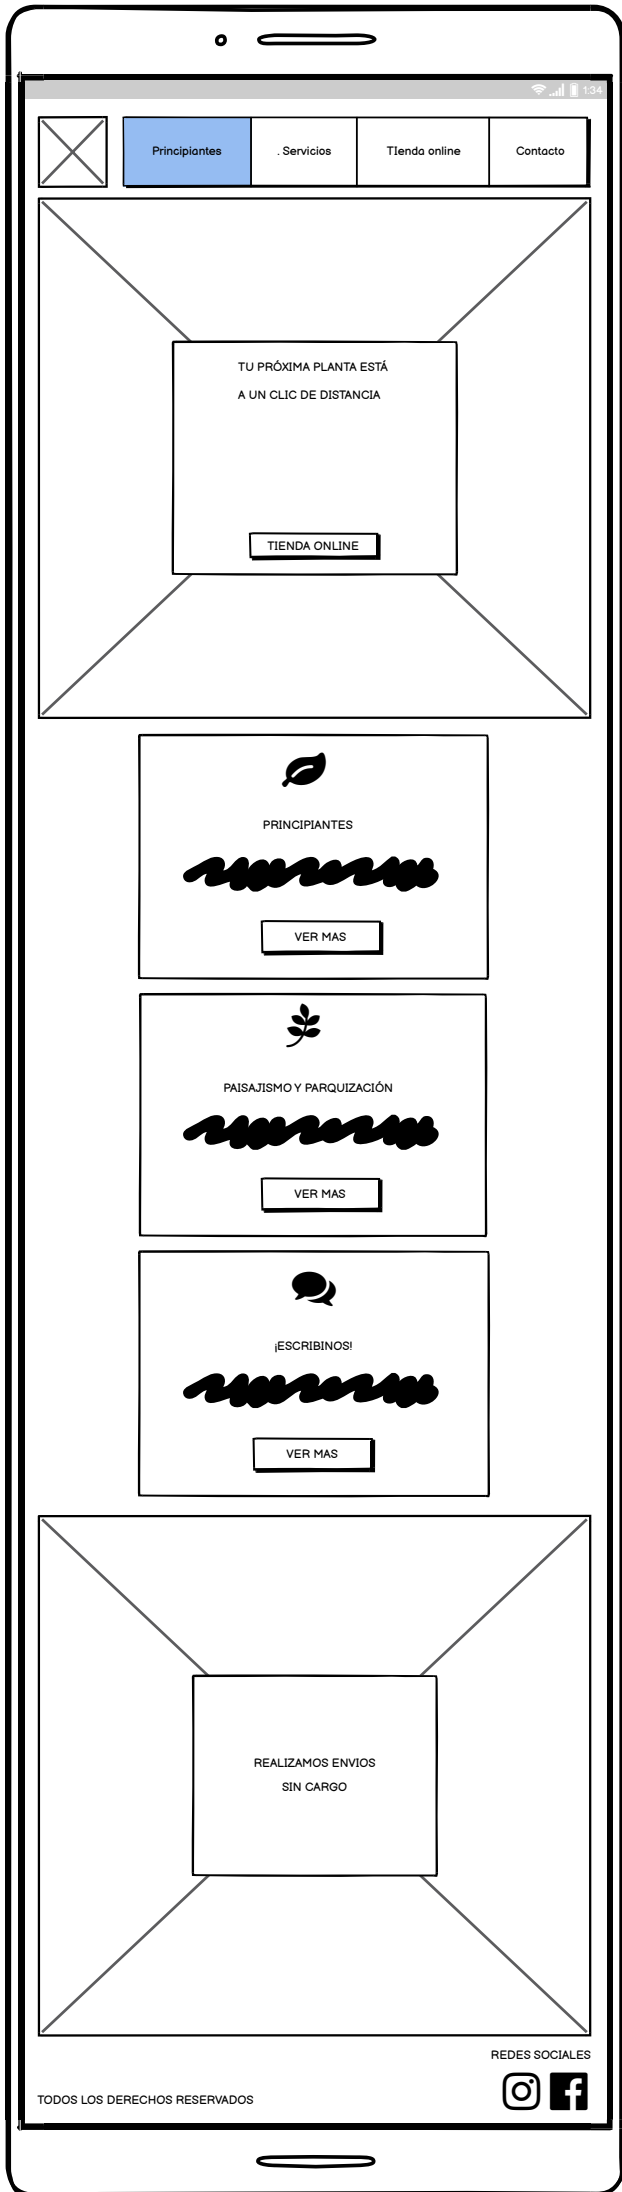 1:34
Principiantes
. Servicios
TIenda online
Contacto
TU PRÓXIMA PLANTA ESTÁ
A UN CLIC DE DISTANCIA
TIENDA ONLINE
PRINCIPIANTES
VER MAS
PAISAJISMO Y PARQUIZACIÓN
VER MAS
¡ESCRIBINOS!
VER MAS
REALIZAMOS ENVIOS
SIN CARGO
REDES SOCIALES
TODOS LOS DERECHOS RESERVADOS